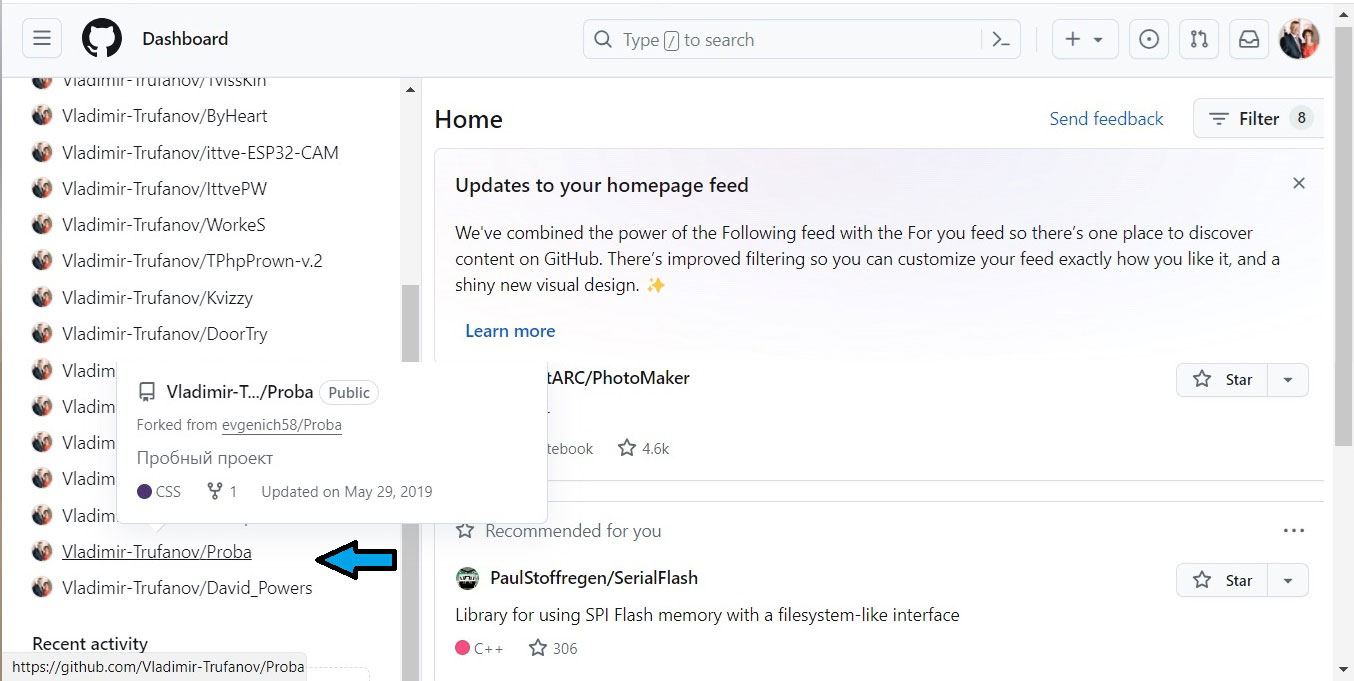 Dashboard
Type / to search
Vladimir-Trufanov/TvissKin
Vladimir-Trufanov/ByHeart
Vladimir-Trufanov/ittve-ESP32-CAM
Vladimir-Trufanov/IttvePW
Vladimir-Trufanov/WorkeS
Vladimir-Trufanov/TPhpPrown-v.2
Vladimir-Trufanov/Kvizzy
Vladimir-Trufanov/DoorTry
Vladim
Vladim
Vladim
Vladim
Vladim
Vladimir-T.../Proba Public
Forked from evgenich58/Proba
Пробный проект
CSS 1 Updated on May 29, 2019
Vladimir-Trufanov/Proba
Vladimir-Trufanov/David_Powers
Recent activity
https://github.com/Vladimir-Trufanov/Proba
Home
Send feedback
Filter 8
Updates to your homepage feed
We've combined the power of the Following feed with the For you feed so there's one place to discover
content on GitHub. There's improved filtering so you can customize your feed exactly how you like it, and a
shiny new visual design. ✨
Learn more
tARC/PhotoMaker
Star
tebook 4.6k
Recommended for you
PaulStoffregen/SerialFlash
Star
Library for using SPI Flash memory with a filesystem-like interface
C++ 306